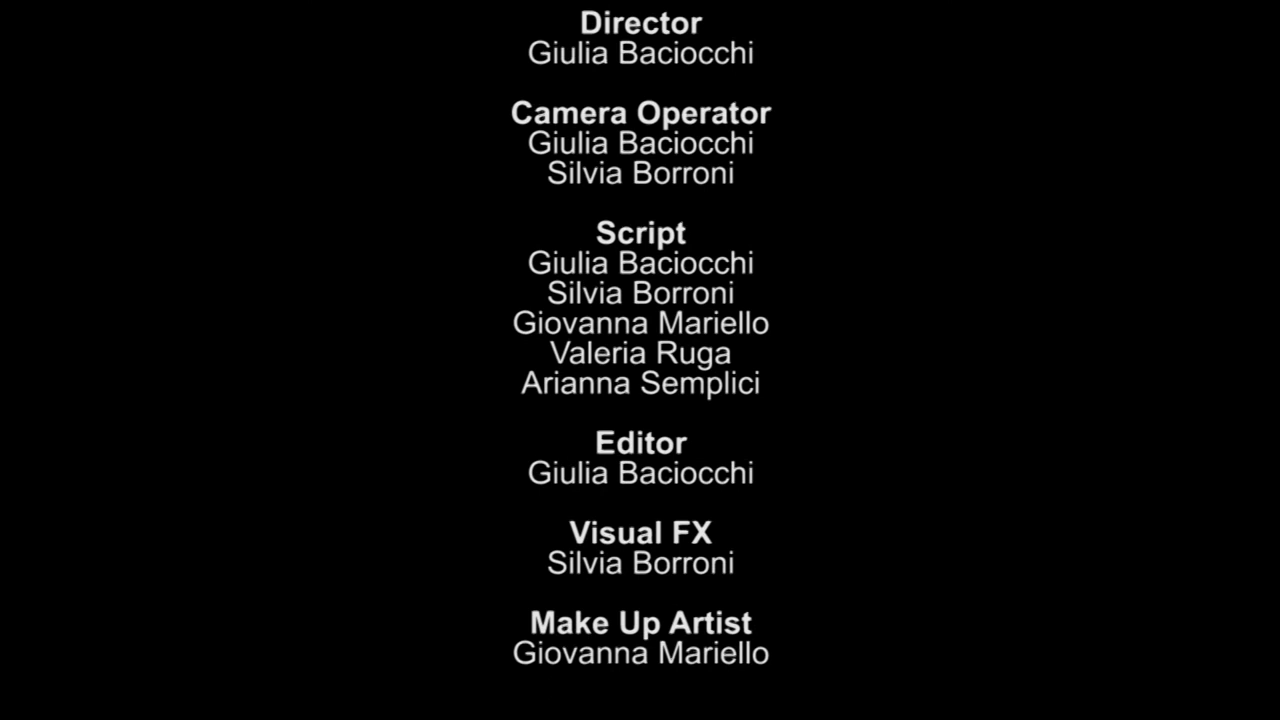 Director
Giulia Baciocchi
Camera Operator
Giulia Baciocchi
Silvia Borroni
Script
Giulia Baciocchi
Silvia Borroni
Giovanna Mariello
Valeria Ruga
Arianna Semplici
Editor
Giulia Baciocchi
Visual FX
Silvia Borroni
Make Up Artist
Giovanna Mariello